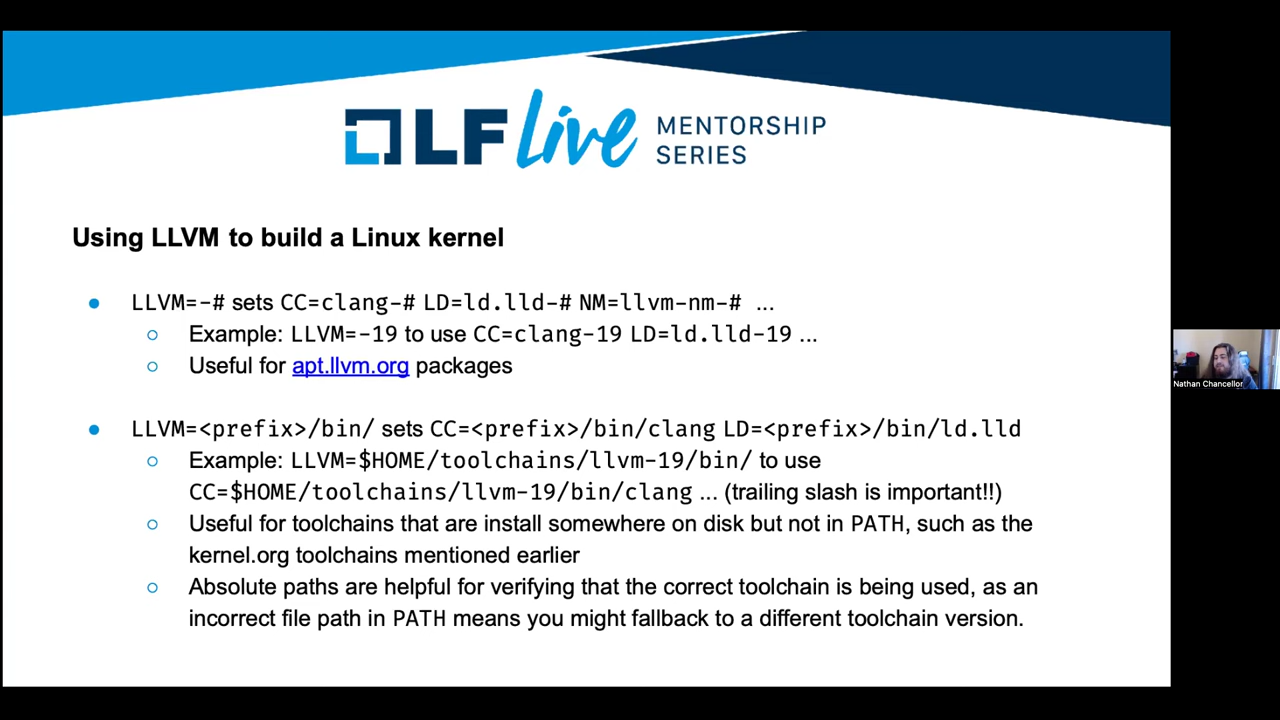 LF Live MENTORSHIP
SERIES
Using LLVM to build a Linux kernel
● LLVM=-# sets CC=clang-# LD=ld.lld-# NM=llvm-nm-# ...
○ Example: LLVM=-19 to use CC=clang-19 LD=ld.lld-19 ...
○ Useful for apt.llvm.org packages
● LLVM=<prefix>/bin/ sets CC=<prefix>/bin/clang LD=<prefix>/bin/ld.lld
○ Example: LLVM=$HOME/toolchains/llvm-19/bin/ to use
CC=$HOME/toolchains/llvm-19/bin/clang ... (trailing slash is important!!)
○ Useful for toolchains that are install somewhere on disk but not in PATH, such as the
kernel.org toolchains mentioned earlier
○ Absolute paths are helpful for verifying that the correct toolchain is being used, as an
incorrect file path in PATH means you might fallback to a different toolchain version.
Nathan Chancellor